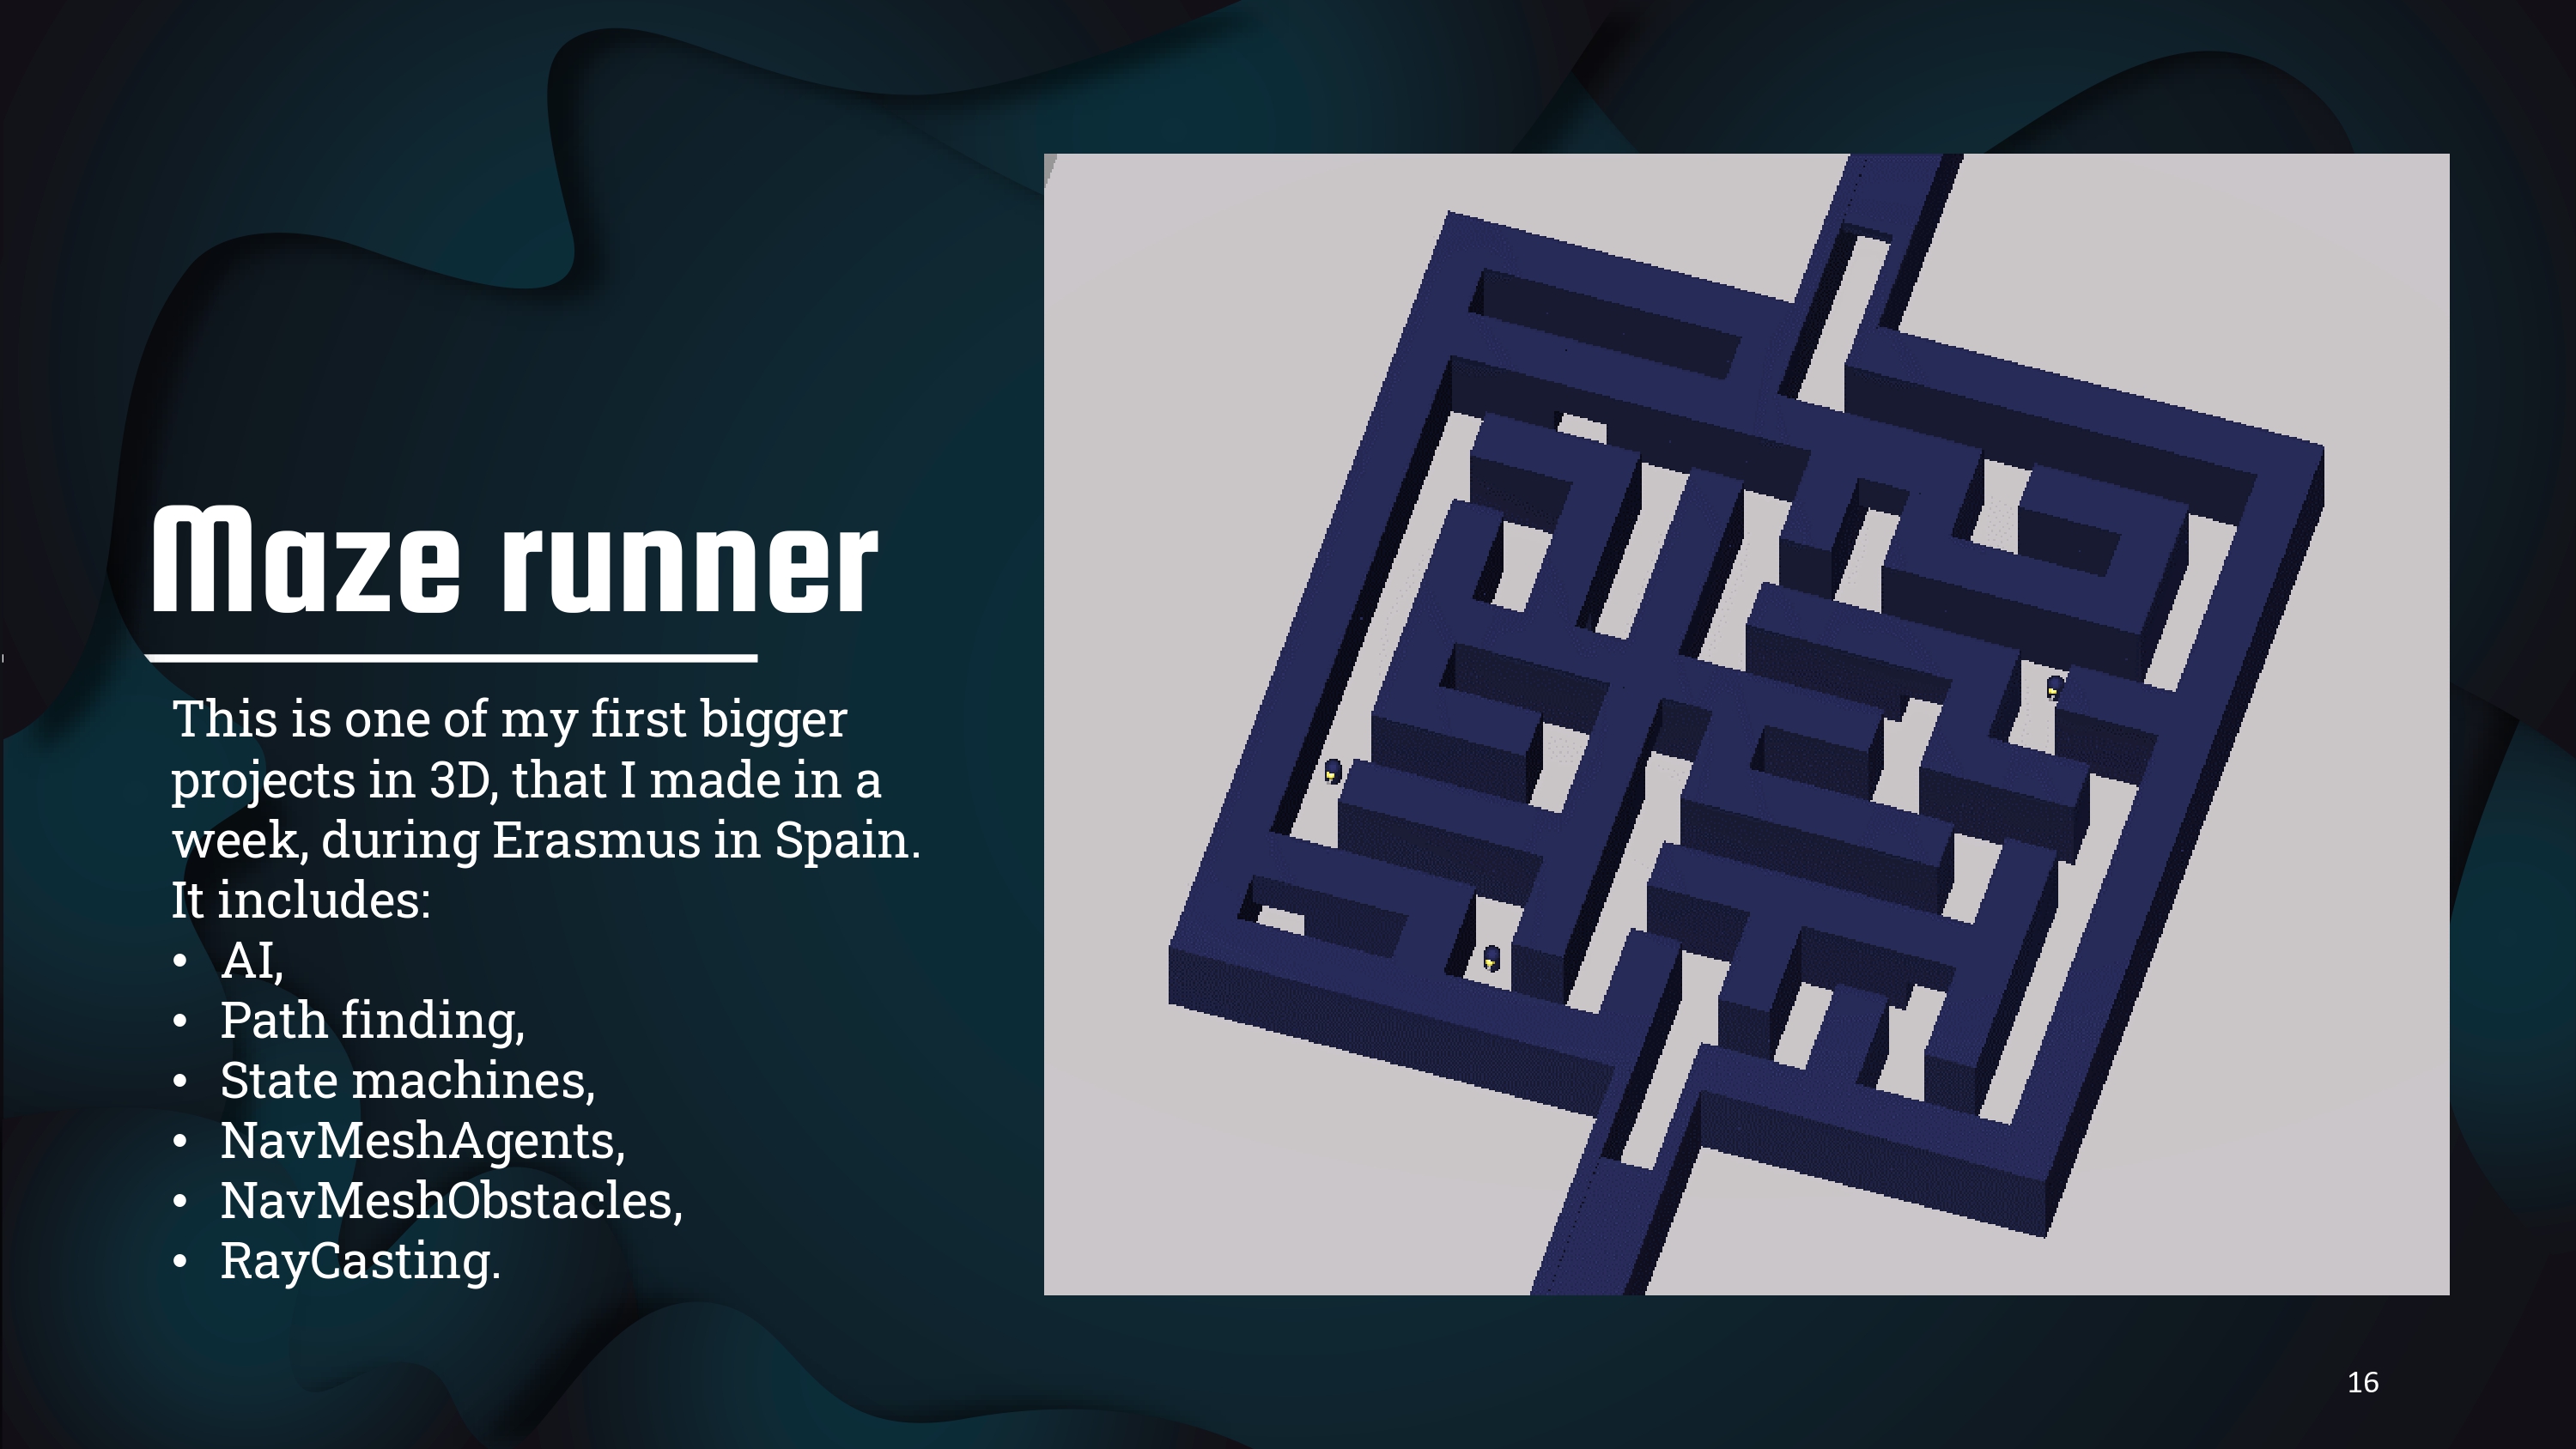 Maze runner
This is one of my first bigger
projects in 3D, that I made in a
week, during Erasmus in Spain.
It includes:
• AI,
• Path finding,
• State machines,
• NavMeshAgents,
• NavMeshObstacles,
• RayCasting.
16